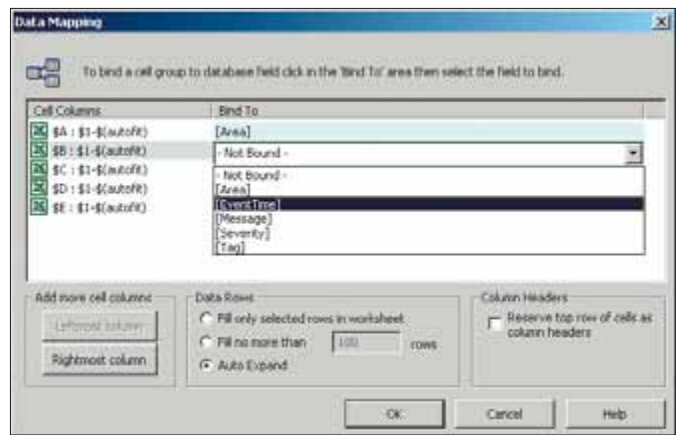 Data Mapping
To bind a cell group to database field click in the 'Bind To' area then select the field to bind.
Cell Columns Bind To
$A : $1-$(autofit) [Area]
$B : $1-$(autofit) - Not Bound -
$C : $1-$(autofit) - Not Bound -
$D : $1-$(autofit) [Area]
$E : $1-$(autofit) [EventTime]
[Message]
[Severity]
[Tag]
Add more cell columns Data Rows Column Headers
Leftmost column Fill only selected rows in worksheet Reserve top row of cells as
column headers
Fill no more than 100 rows
Rightmost column Auto Expand
OK Cancel Help